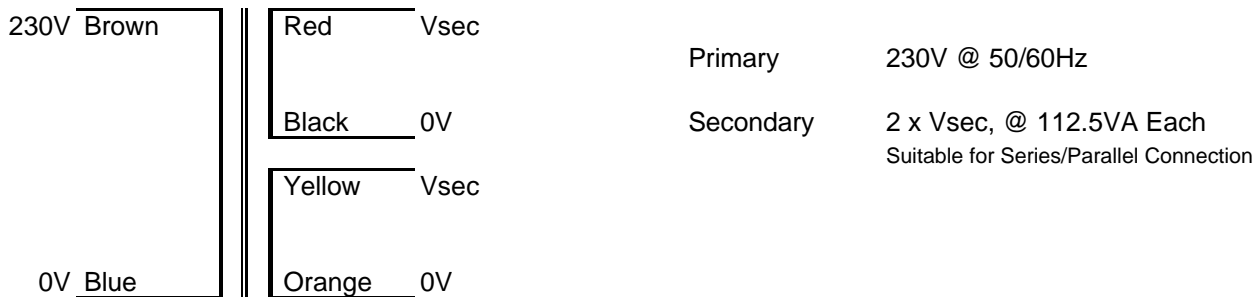 230V Brown Red Vsec
Primary 230V @ 50/60Hz
Black 0V Secondary 2 x Vsec, @ 112.5VA Each
Suitable for Series/Parallel Connection
Yellow Vsec
0V Blue Orange 0V